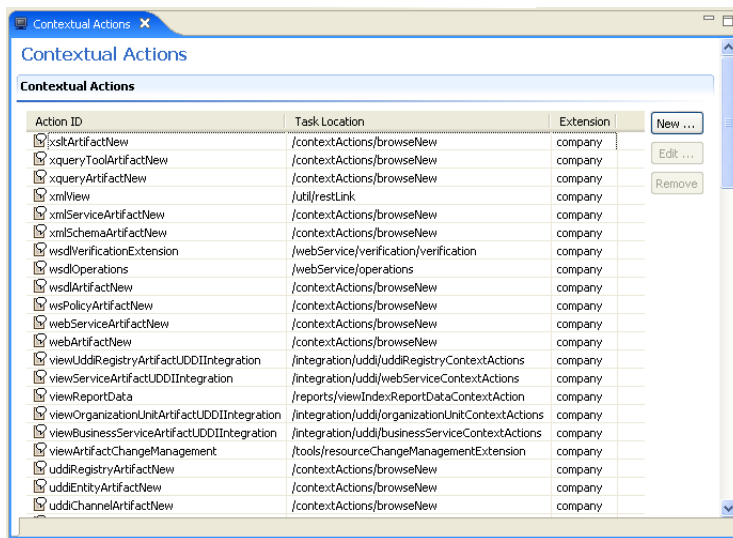 Contextual Actions
Contextual Actions
Contextual Actions
Action ID Task Location Extension
New ...
xsltArtifactNew /contextActions/browseNew company
xqueryToolArtifactNew /contextActions/browseNew company
Edit ...
xqueryArtifactNew /contextActions/browseNew company
Remove
xmlView /util/restLink company
xmlServiceArtifactNew /contextActions/browseNew company
xmlSchemaArtifactNew /contextActions/browseNew company
wsdlVerificationExtension /webService/verification/verification company
wsdlOperations /webService/operations company
wsdlArtifactNew /contextActions/browseNew company
wsPolicyArtifactNew /contextActions/browseNew company
webServiceArtifactNew /contextActions/browseNew company
webArtifactNew /contextActions/browseNew company
viewUddiRegistryArtifactUDDIIntegration /integration/uddi/uddiRegistryContextActions company
viewServiceArtifactUDDIIntegration /integration/uddi/webServiceContextActions company
viewReportData /reports/viewIndexReportDataContextAction company
viewOrganizationUnitArtifactUDDIIntegration /integration/uddi/organizationUnitContextActions company
viewBusinessServiceArtifactUDDIIntegration /integration/uddi/businessServiceContextActions company
viewArtifactChangeManagement /tools/resourceChangeManagementExtension company
uddiRegistryArtifactNew /contextActions/browseNew company
uddiEntityArtifactNew /contextActions/browseNew company
uddiChannelArtifactNew /contextActions/browseNew company